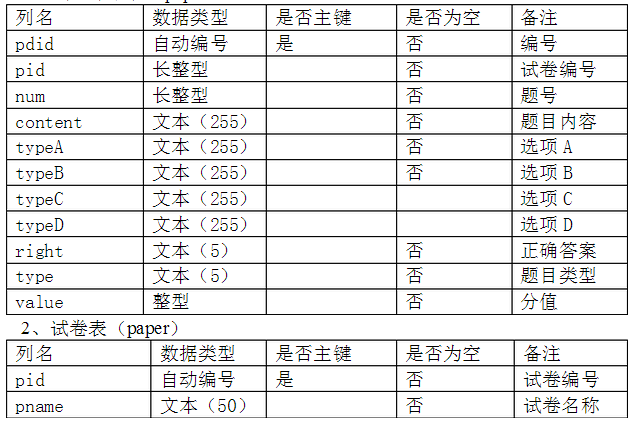 列名 数据类型 是否主键 是否为空 备注
pdid 自动编号 是 否 编号
pid 长整型 否 试卷编号
num 长整型 否 题号
content 文本（255） 否 题目内容
typeA 文本（255） 否 选项A
typeB 文本（255） 否 选项B
typeC 文本（255） 选项C
typeD 文本（255） 选项D
right 文本（5） 否 正确答案
type 文本（5） 否 题目类型
value 整型 否 分值
2、试卷表（paper）
列名 数据类型 是否主键 是否为空 备注
pid 自动编号 是 否 试卷编号
pname 文本（50） 否 试卷名称